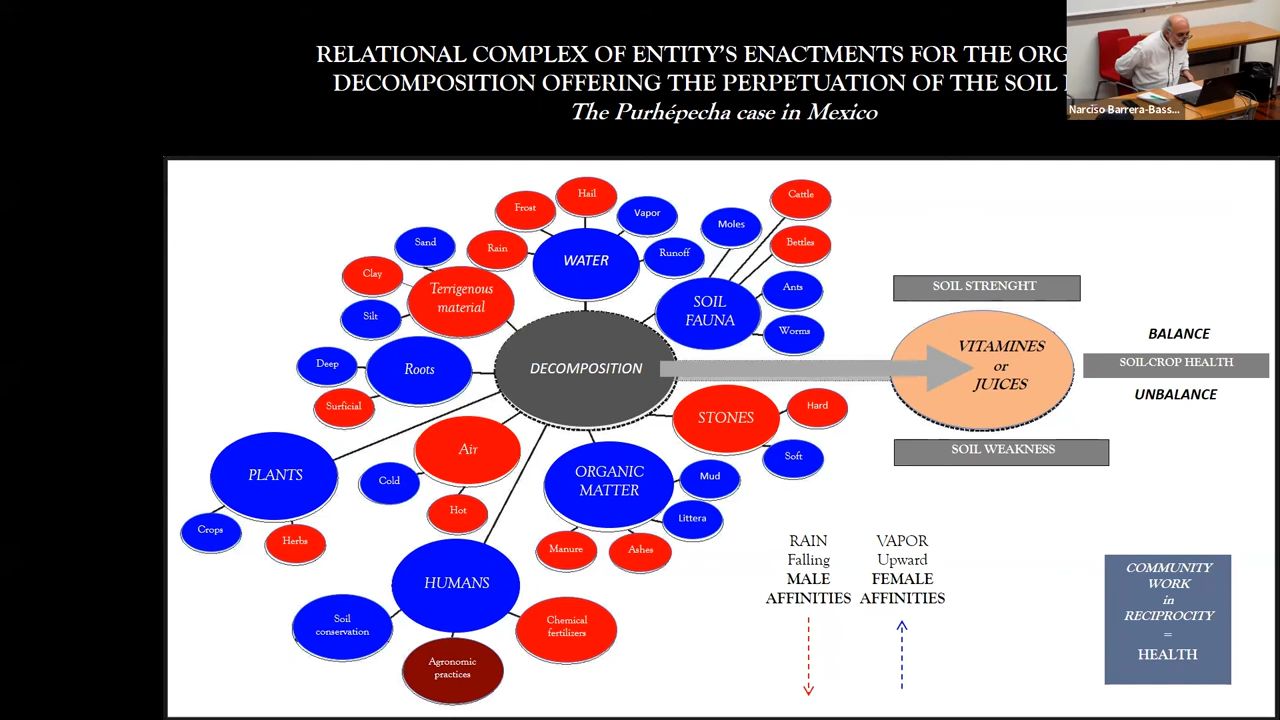 RELATIONAL COMPLEX OF ENTITY'S ENACTMENTS FOR THE ORG
DECOMPOSITION OFFERING THE PERPETUATION OF THE SOIL
The Purhépecha case in Mexico
Narciso Barrera-Bass...
Hail
Cattle
Frost
Vapor
Moles
Sand
Rain
WATER
Runoff
Bettles
Clay
Terrigenous
material
SOIL
FAUNA
Ants
SOIL STRENGHT
Silt
Worms
Deep
Roots
DECOMPOSITION
VITAMINES
or
JUICES
BALANCE
SOIL-CROP HEALTH
UNBALANCE
Surficial
STONES
Hard
Air
Soft
SOIL WEAKNESS
PLANTS
Cold
ORGANIC
MATTER
Mud
Hot
Littera
Crops
Herbs
Manure
Ashes
HUMANS
Soil
conservation
Chemical
fertilizers
Agronomic
practices
RAIN
Falling
MALE
AFFINITIES
VAPOR
Upward
FEMALE
AFFINITIES
COMMUNITY
WORK
in
RECIPROCITY
=
HEALTH